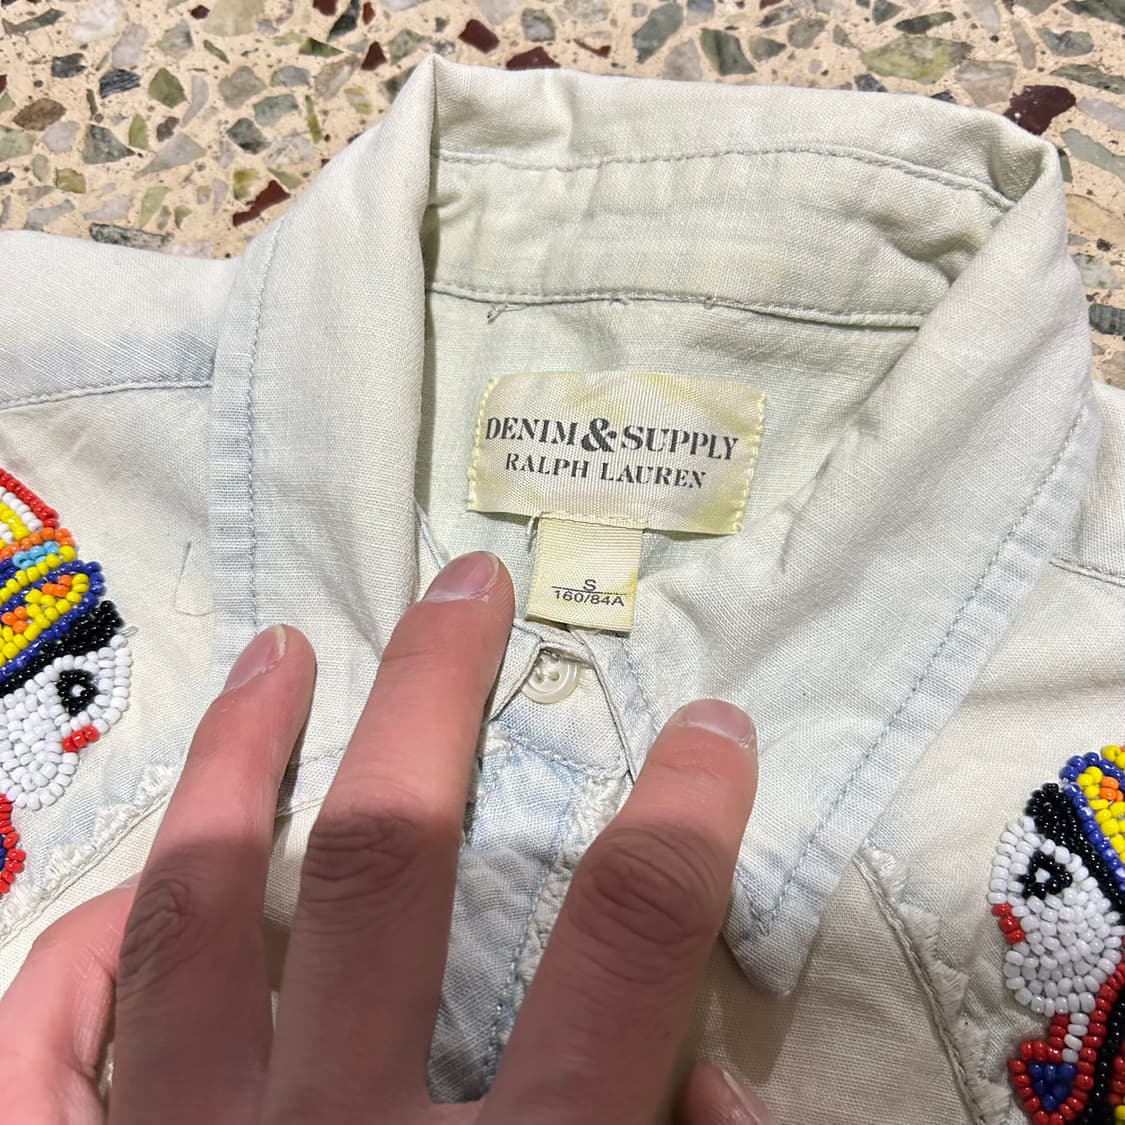 DENIM&SUPPLY
RALPH LAUREN
S
160/84A